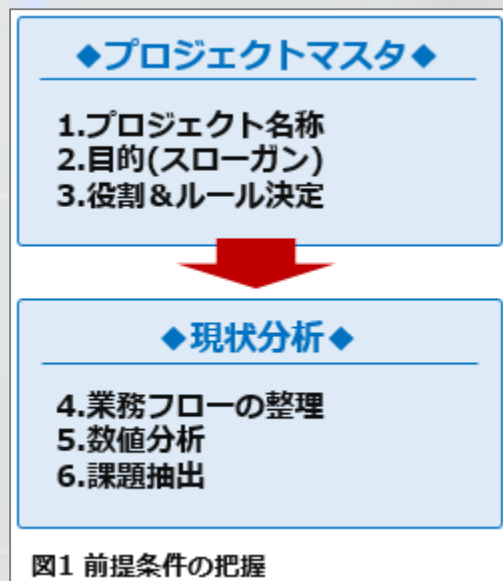 ◆プロジェクトマスタ◆
1.プロジェクト名称
2.目的(スローガン)
3.役割&ルール決定
◆現状分析◆
4.業務フローの整理
5.数値分析
6.課題抽出
図1 前提条件の把握